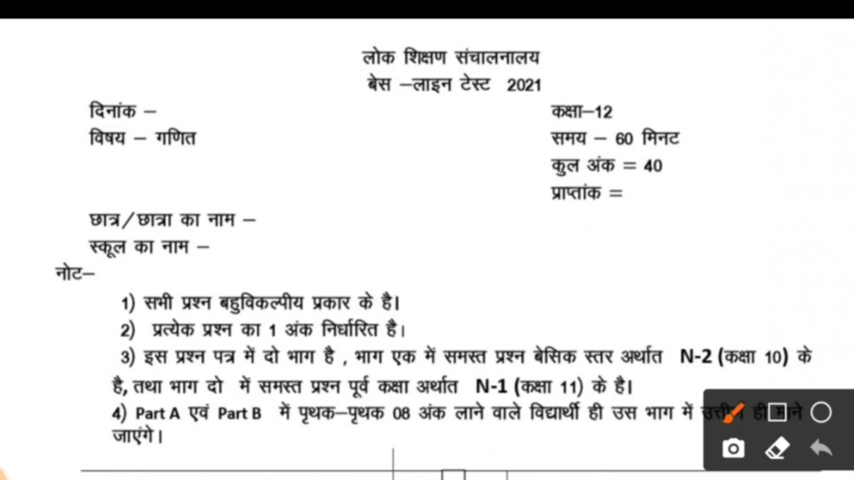 लोक शिक्षण संचालनालय
बेस –लाइन टेस्ट 2021
दिनांक – कक्षा–12
विषय – गणित समय – 60 मिनट
कुल अंक = 40
प्राप्तांक =
छात्र/छात्रा का नाम –
स्कूल का नाम –
नोट–
1) सभी प्रश्न बहुविकल्पीय प्रकार के है।
2) प्रत्येक प्रश्न का 1 अंक निर्धारित है।
3) इस प्रश्न पत्र में दो भाग है , भाग एक में समस्त प्रश्न बेसिक स्तर अर्थात N-2 (कक्षा 10) के
है, तथा भाग दो में समस्त प्रश्न पूर्व कक्षा अर्थात N-1 (कक्षा 11) के है।
4) Part A एवं Part B में पृथक–पृथक 08 अंक लाने वाले विद्यार्थी ही उस भाग में
जाएंगे।